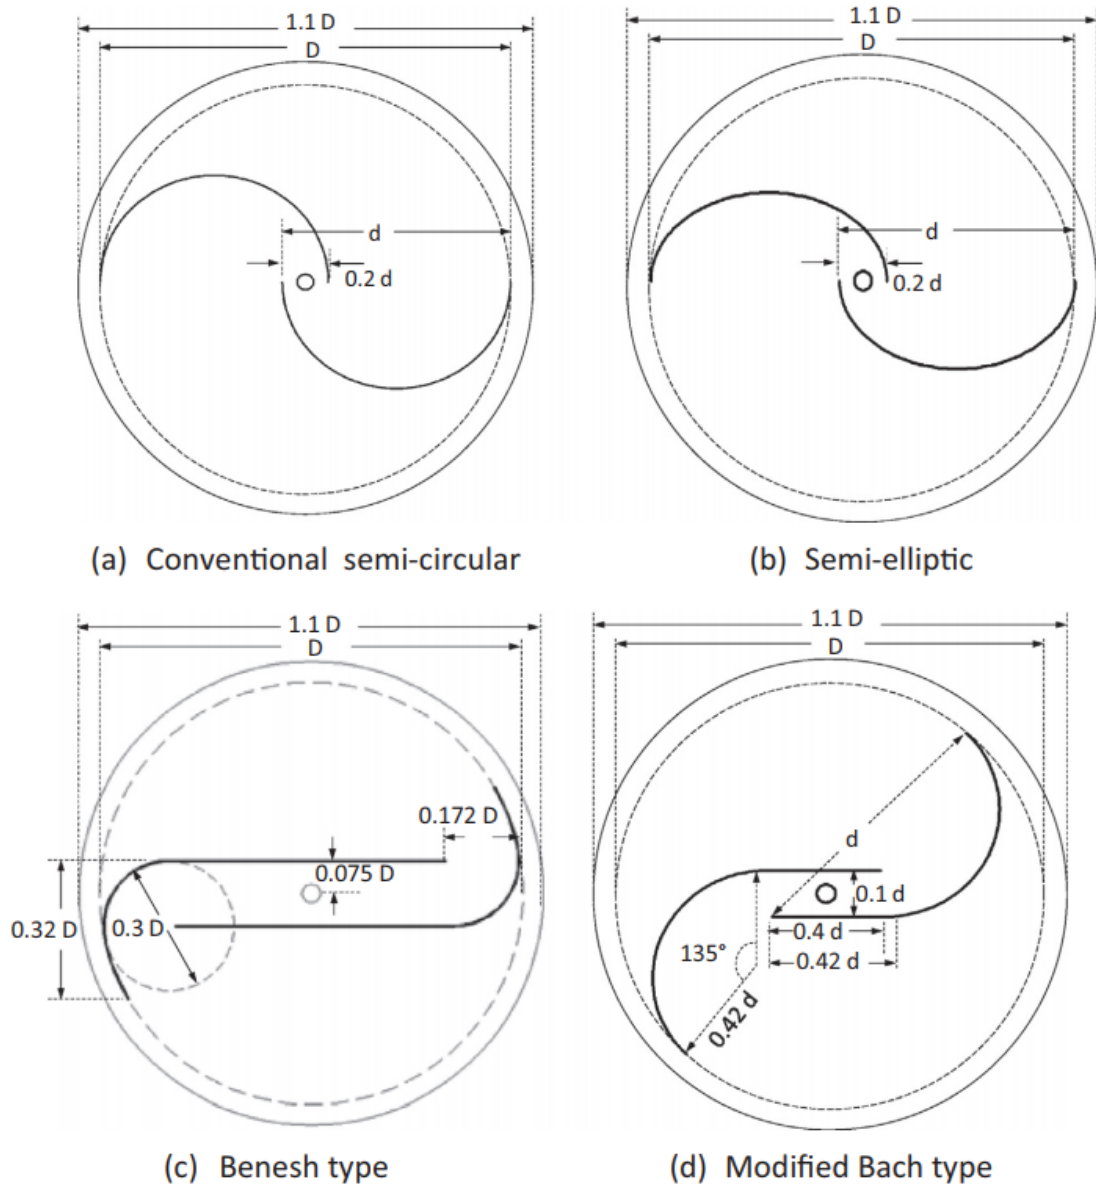 1.1 D
D
d
0.2 d
(a) Conventional semi-circular
1.1 D
D
d
0.2 d
(b) Semi-elliptic
1.1 D
D
0.172 D
0.075 D
0.32 D
0.3 D
(c) Benesh type
1.1 D
D
d
0.1 d
0.4 d
135°
0.42 d
0.42 d
(d) Modified Bach type